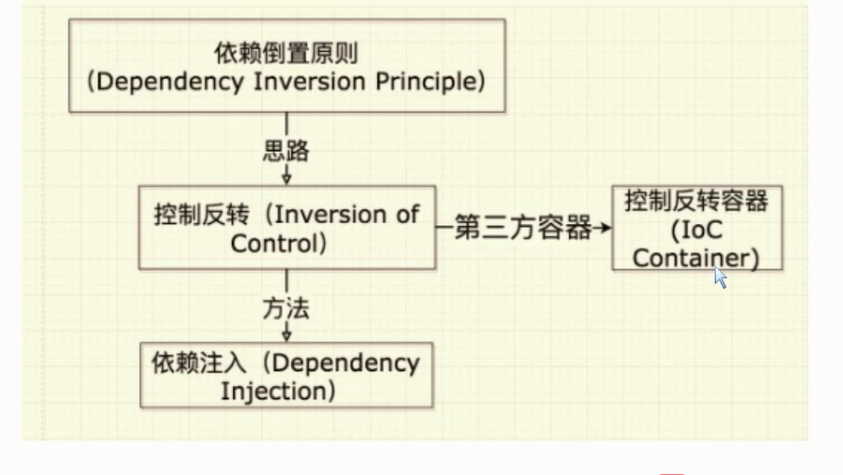 依赖倒置原则
（Dependency Inversion Principle）
思路
控制反转（Inversion of
Control）
第三方容器
控制反转容器
(IoC
Container)
方法
依赖注入（Dependency
Injection）